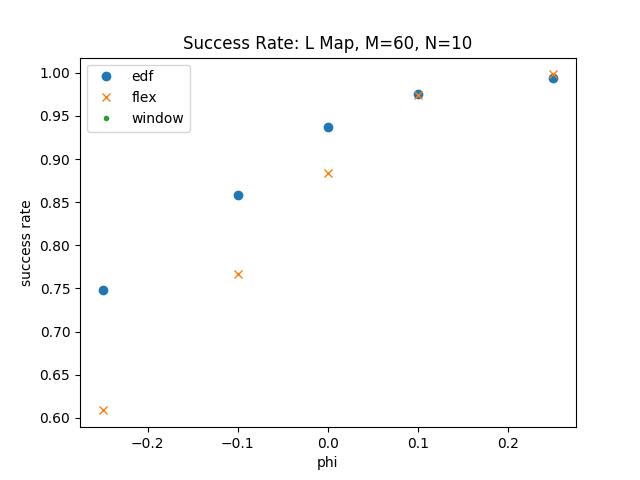 Success Rate: L Map, M=60, N=10
edf
flex
window
success rate
1.00
0.95
0.90
0.85
0.80
0.75
0.70
0.65
0.60
−0.2
−0.1
0.0
0.1
0.2
phi